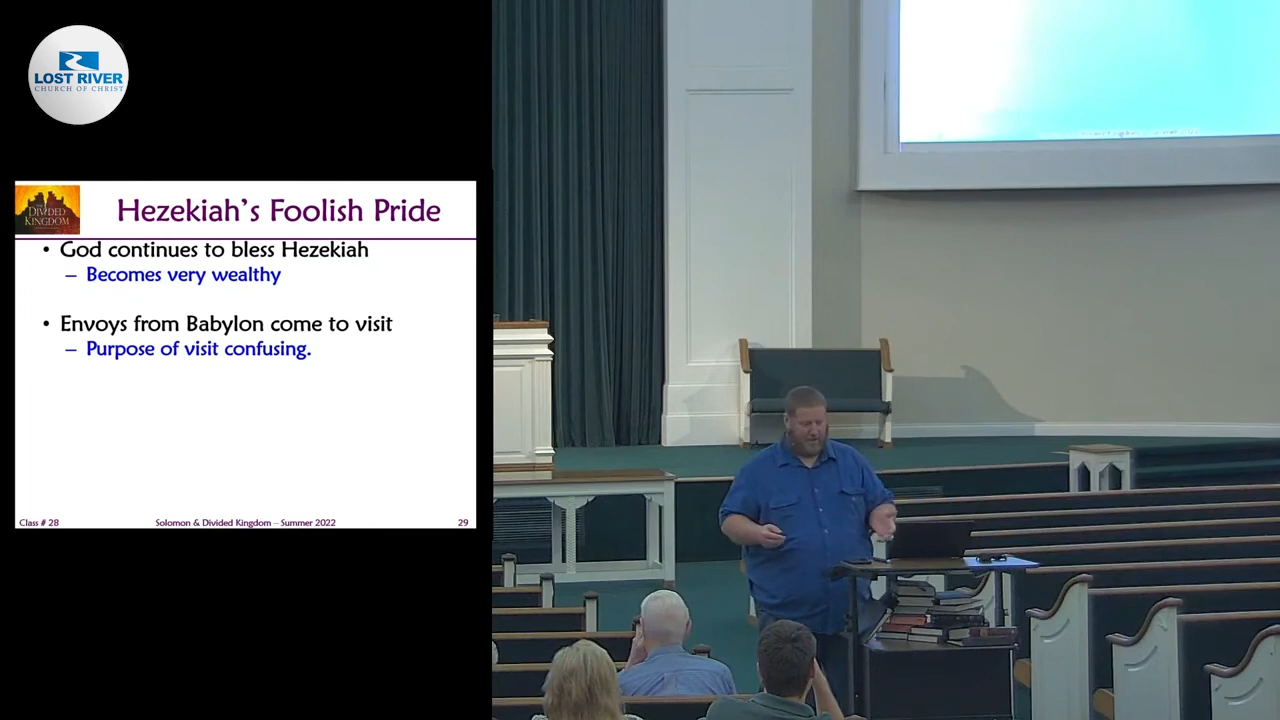 LOST RIVER
CHURCH OF CHRIST
DIVIDED
KINGDOM
Hezekiah's Foolish Pride
• God continues to bless Hezekiah
– Becomes very wealthy
• Envoys from Babylon come to visit
– Purpose of visit confusing.
Class # 28
Solomon & Divided Kingdom – Summer 2022
29